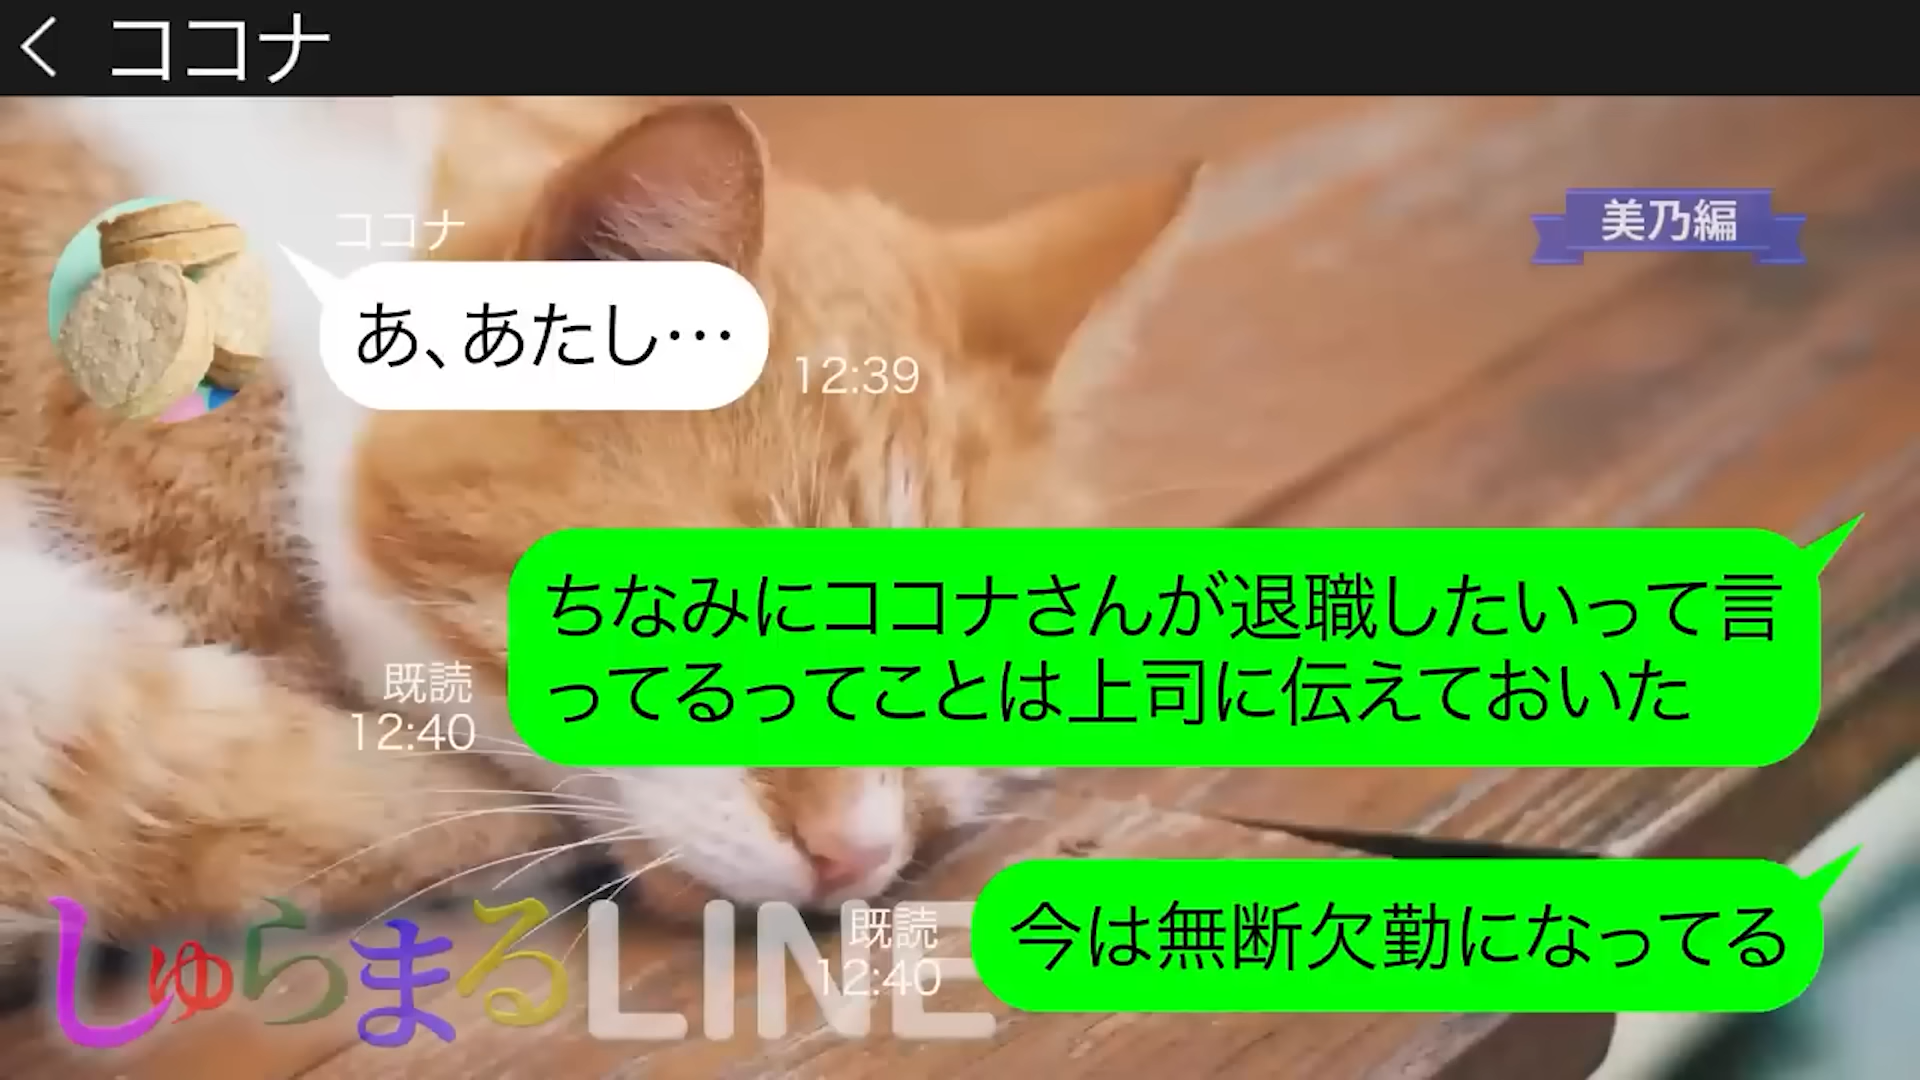 ココナ
美乃編
ココナ
あ、あたし…
12:39
ちなみにココナさんが退職したいって言
ってるってことは上司に伝えておいた
既読
12:40
今は無断欠勤になってる
既読
12:40
しゅらまるLINE